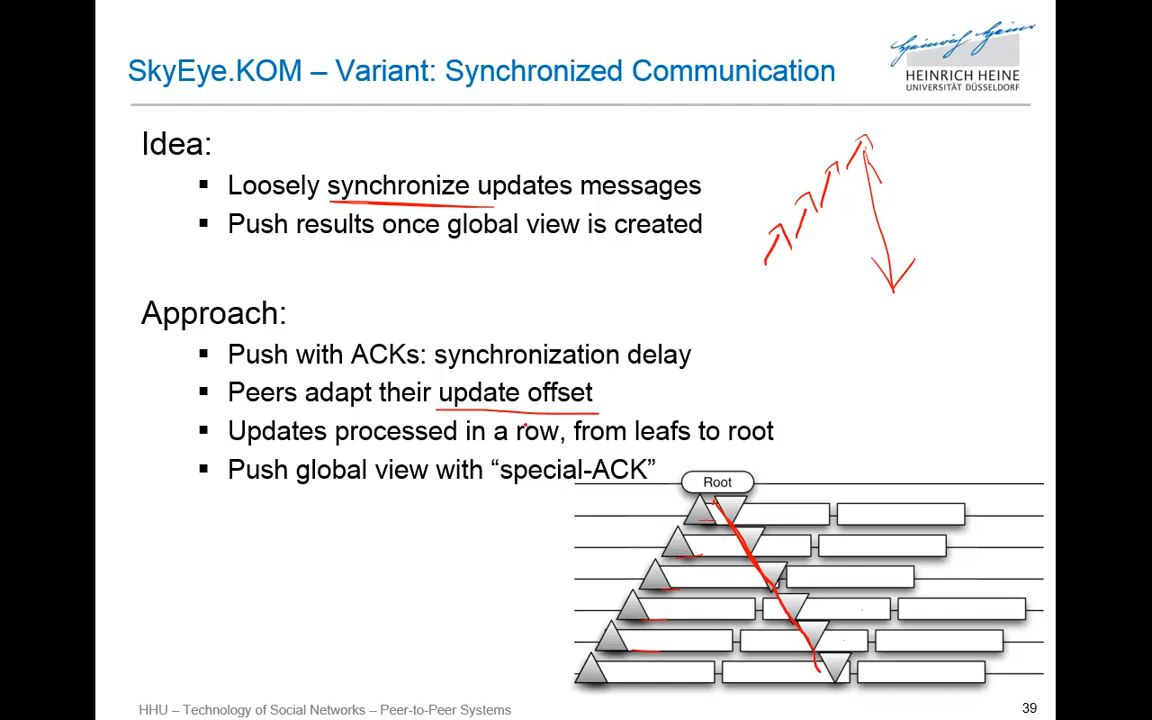 SkyEye.KOM – Variant: Synchronized Communication
Heinrich Heine
HEINRICH HEINE
UNIVERSITÄT DÜSSELDORF
Idea:
▪ Loosely synchronize updates messages
▪ Push results once global view is created
Approach:
▪ Push with ACKs: synchronization delay
▪ Peers adapt their update offset
▪ Updates processed in a row, from leafs to root
▪ Push global view with “special-ACK”
Root
HHU – Technology of Social Networks – Peer-to-Peer Systems
39